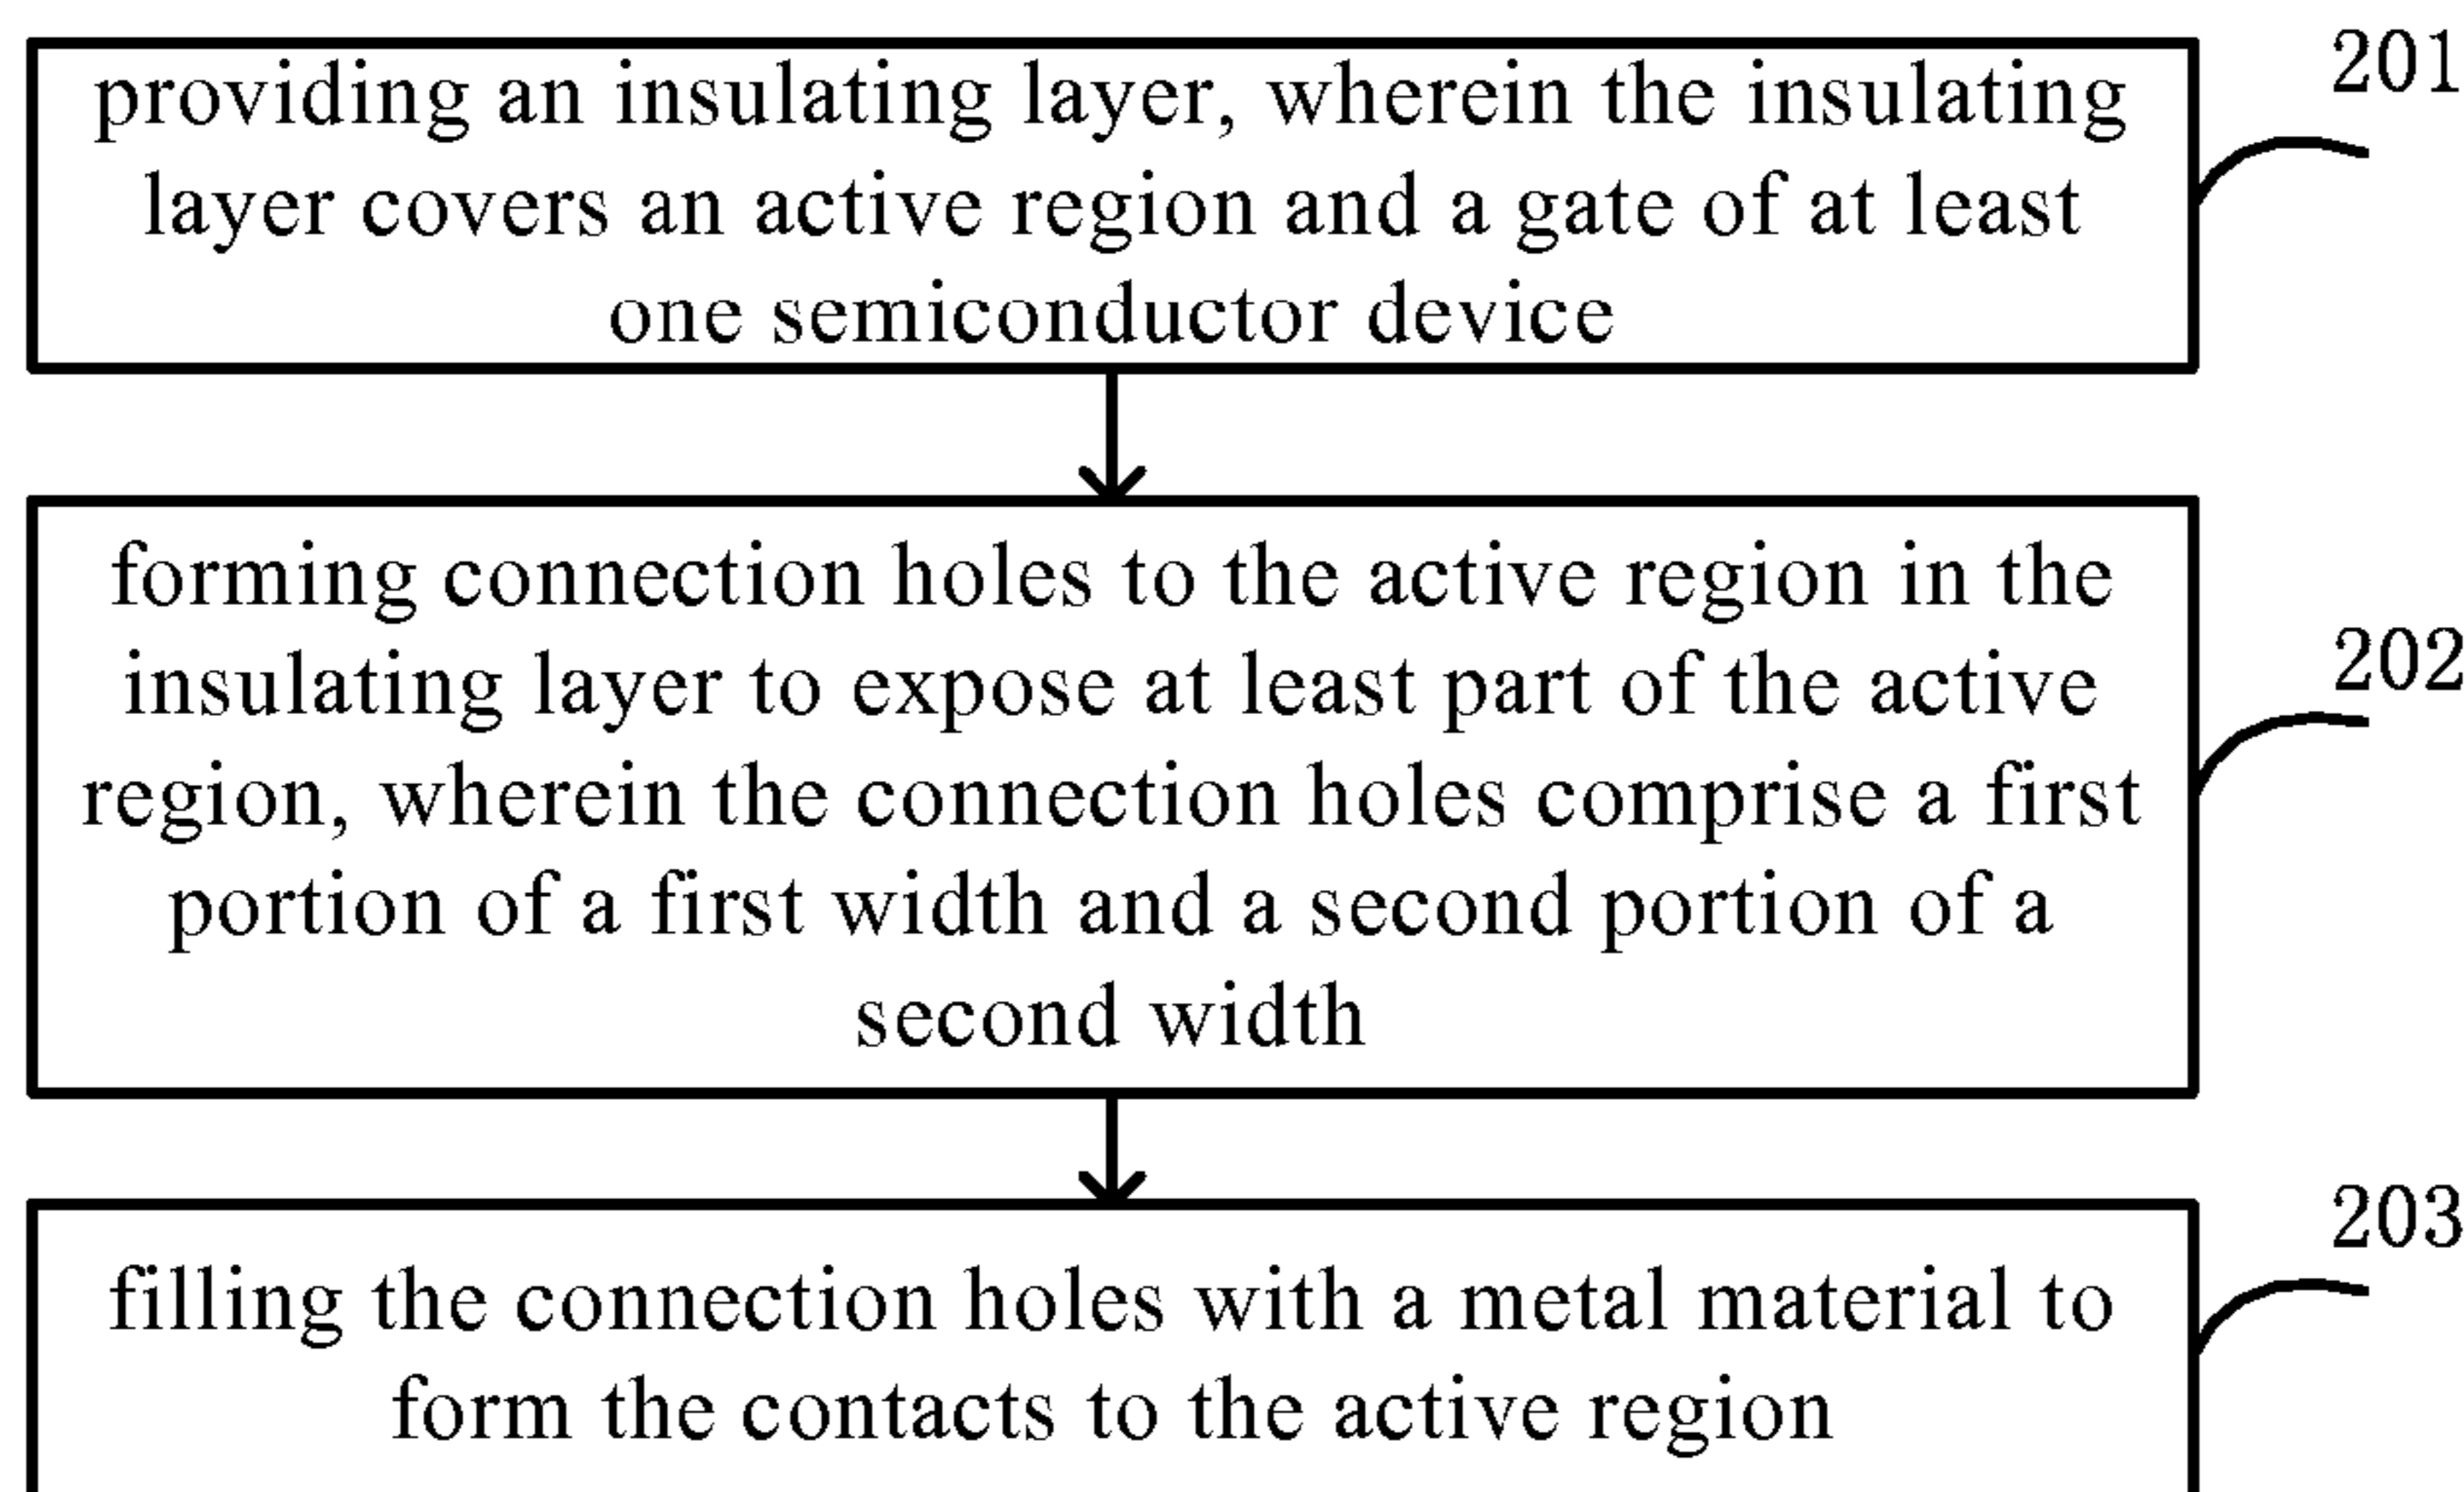 providing an insulating layer, wherein the insulating
layer covers an active region and a gate of at least
one semiconductor device
201
forming connection holes to the active region in the
insulating layer to expose at least part of the active
region, wherein the connection holes comprise a first
portion of a first width and a second portion of a
second width
202
filling the connection holes with a metal material to
form the contacts to the active region
203